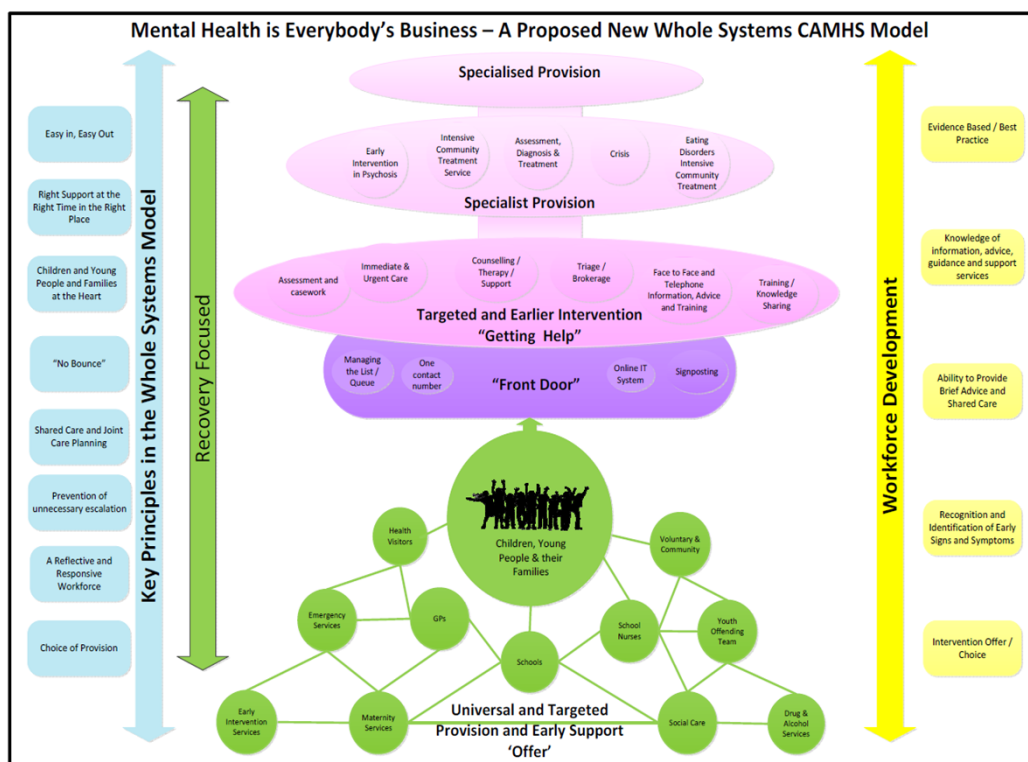 Mental Health is Everybody's Business – A Proposed New Whole Systems CAMHS Model
Key Principles in the Whole Systems Model
Easy in, Easy Out
Right Support at the
Right Time in the Right
Place
Children and Young
People and Families
at the Heart
"No Bounce"
Shared Care and Joint
Care Planning
Prevention of
unnecessary escalation
A Reflective and
Responsive
Workforce
Choice of Provision
Recovery Focused
Specialised Provision
Early
Intervention
in Psychosis
Intensive
Community
Treatment
Service
Assessment,
Diagnosis &
Treatment
Crisis
Eating
Disorders
Intensive
Community
Treatment
Specialist Provision
Assessment and
casework
Immediate &
Urgent Care
Counselling /
Therapy /
Support
Triage /
Brokerage
Face to Face and
Telephone
Information, Advice
and Training
Training /
Knowledge
Sharing
Targeted and Earlier Intervention
"Getting Help"
Managing
the List /
Queue
One
contact
number
"Front Door"
Online IT
System
Signposting
Children, Young
People & their
Families
Health
Visitors
Voluntary &
Community
Emergency
Services
GPs
School
Nurses
Youth
Offending
Team
Schools
Early
Intervention
Services
Maternity
Services
Social Care
Drug &
Alcohol
Services
Universal and Targeted
Provision and Early Support
'Offer'
Workforce Development
Evidence Based / Best
Practice
Knowledge of
information, advice,
guidance and support
services
Ability to Provide
Brief Advice and
Shared Care
Recognition and
Identification of Early
Signs and Symptoms
Intervention Offer /
Choice